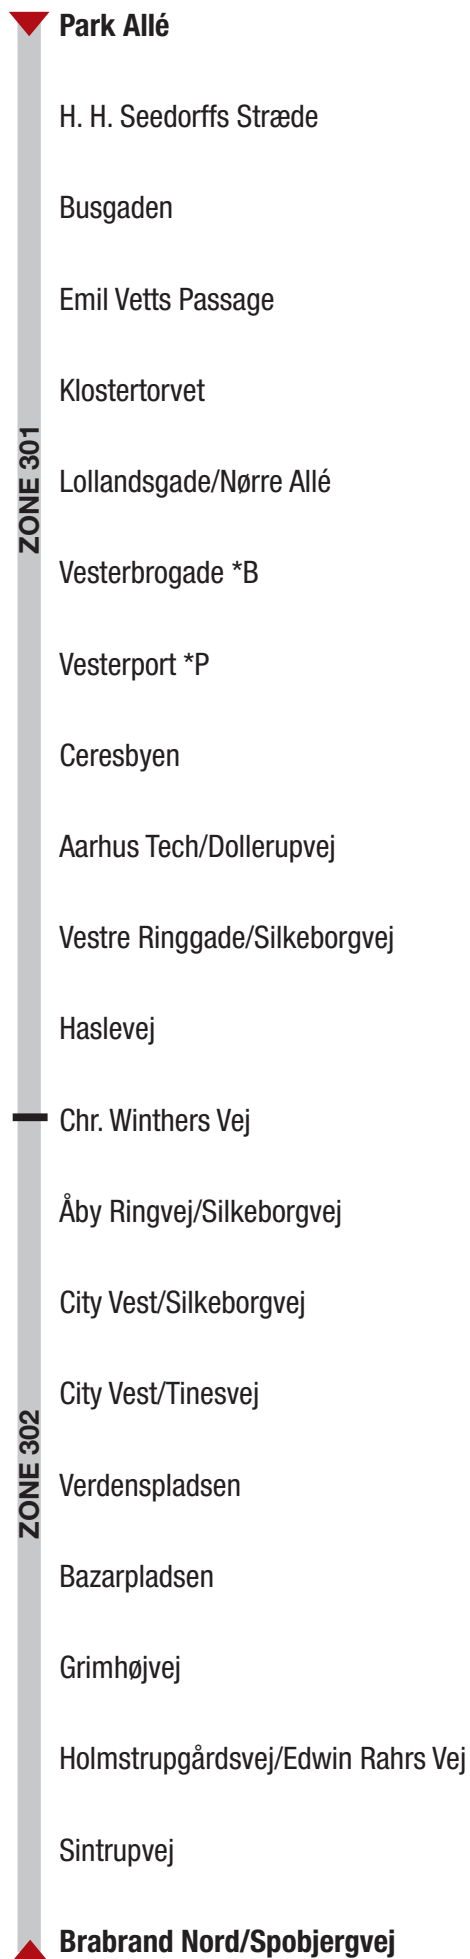 Park Allé
H. H. Seedorffs Stræde
Busgaden
Emil Vetts Passage
Klostertorvet
ZONE 301
Lollandsgade/Nørre Allé
Vesterbrogade *B
Vesterport *P
Ceresbyen
Aarhus Tech/Dollerupvej
Vestre Ringgade/Silkeborgvej
Haslevej
Chr. Winthers Vej
Åby Ringvej/Silkeborgvej
City Vest/Silkeborgvej
City Vest/Tinesvej
ZONE 302
Verdenspladsen
Bazarpladsen
Grimhøjvej
Holmstrupgårdsvej/Edwin Rahrs Vej
Sintrupvej
Brabrand Nord/Spobjergvej